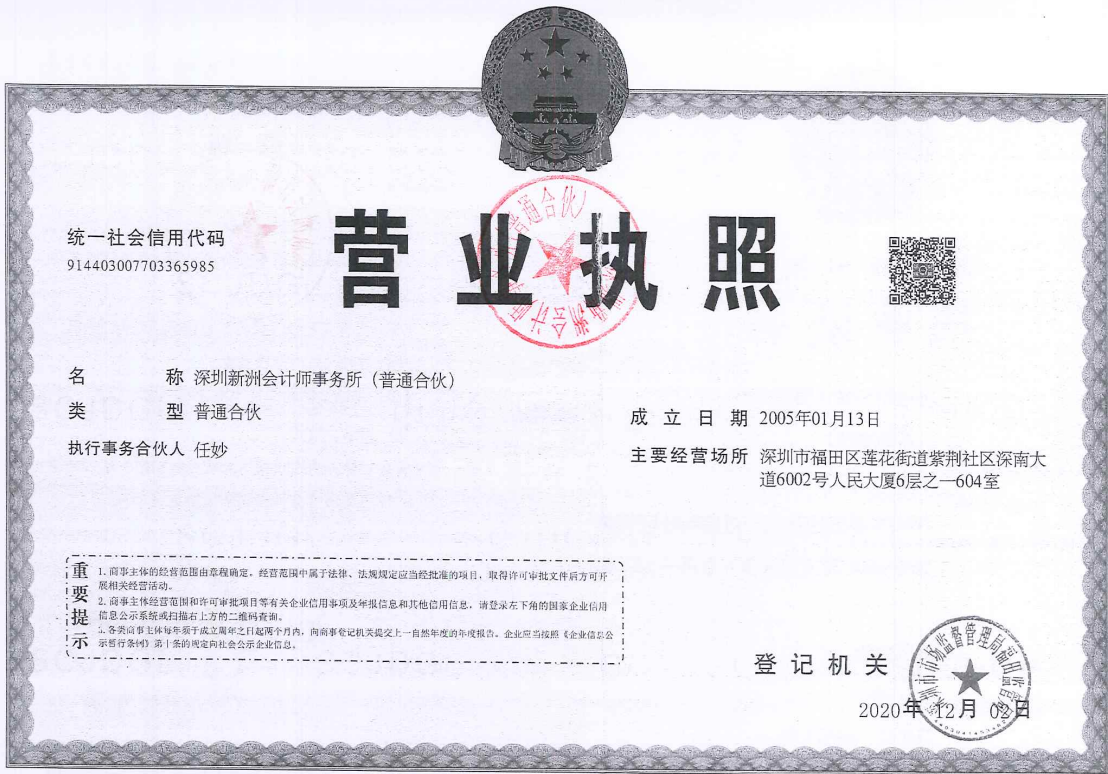 营业执照
统一社会信用代码
914403007703365985
名 称 深圳新洲会计师事务所（普通合伙）
类 型 普通合伙
执行事务合伙人 任妙
成立日期 2005年01月13日
主要经营场所 深圳市福田区莲花街道紫荆社区深南大
道6002号人民大厦6层之一604室
重要提示
1. 商事主体的经营范围由章程确定。经营范围中属于法律、法规规定应当经批准的项目，取得许可审批文件后方可开
展相关经营活动。
2. 商事主体经营范围和许可审批项目等有关企业信用事项及年报信息和其他信用信息，请登录左下角的国家企业信用
信息公示系统或扫描右上方的二维码查询。
3. 各类商事主体每年须于成立周年之日起两个月内，向商事登记机关提交上一自然年度的年度报告。企业应当按照《企业信息公
示暂行条例》第十条的规定向社会公示企业信息。
登记机关
2020年12月02日